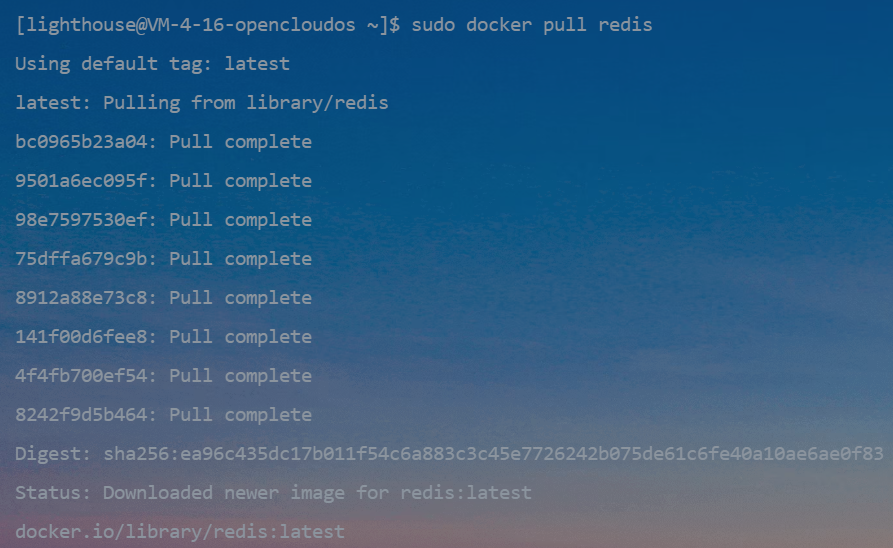 [lighthouse@VM-4-16-opencloudos ~]$ sudo docker pull redis
Using default tag: latest
latest: Pulling from library/redis
bc0965b23a04: Pull complete
9501a6ec095f: Pull complete
98e7597530ef: Pull complete
75dffa679c9b: Pull complete
8912a88e73c8: Pull complete
141f00d6fee8: Pull complete
4f4fb700ef54: Pull complete
8242f9d5b464: Pull complete
Digest: sha256:ea96c435dc17b011f54c6a883c3c45e7726242b075de61c6fe40a10ae6ae0f83
Status: Downloaded newer image for redis:latest
docker.io/library/redis:latest